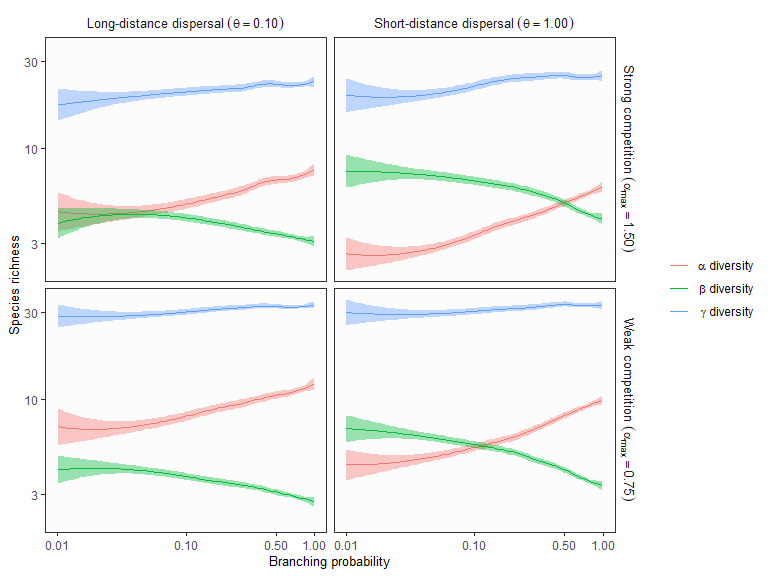 Long-distance dispersal (θ = 0.10)
Short-distance dispersal (θ = 1.00)
30
10
3
Strong competition (αmax = 1.50)
30
10
3
Weak competition (αmax = 0.75)
Species richness
0.01 0.10 0.50 1.00
0.01 0.10 0.50 1.00
Branching probability
α diversity
β diversity
γ diversity